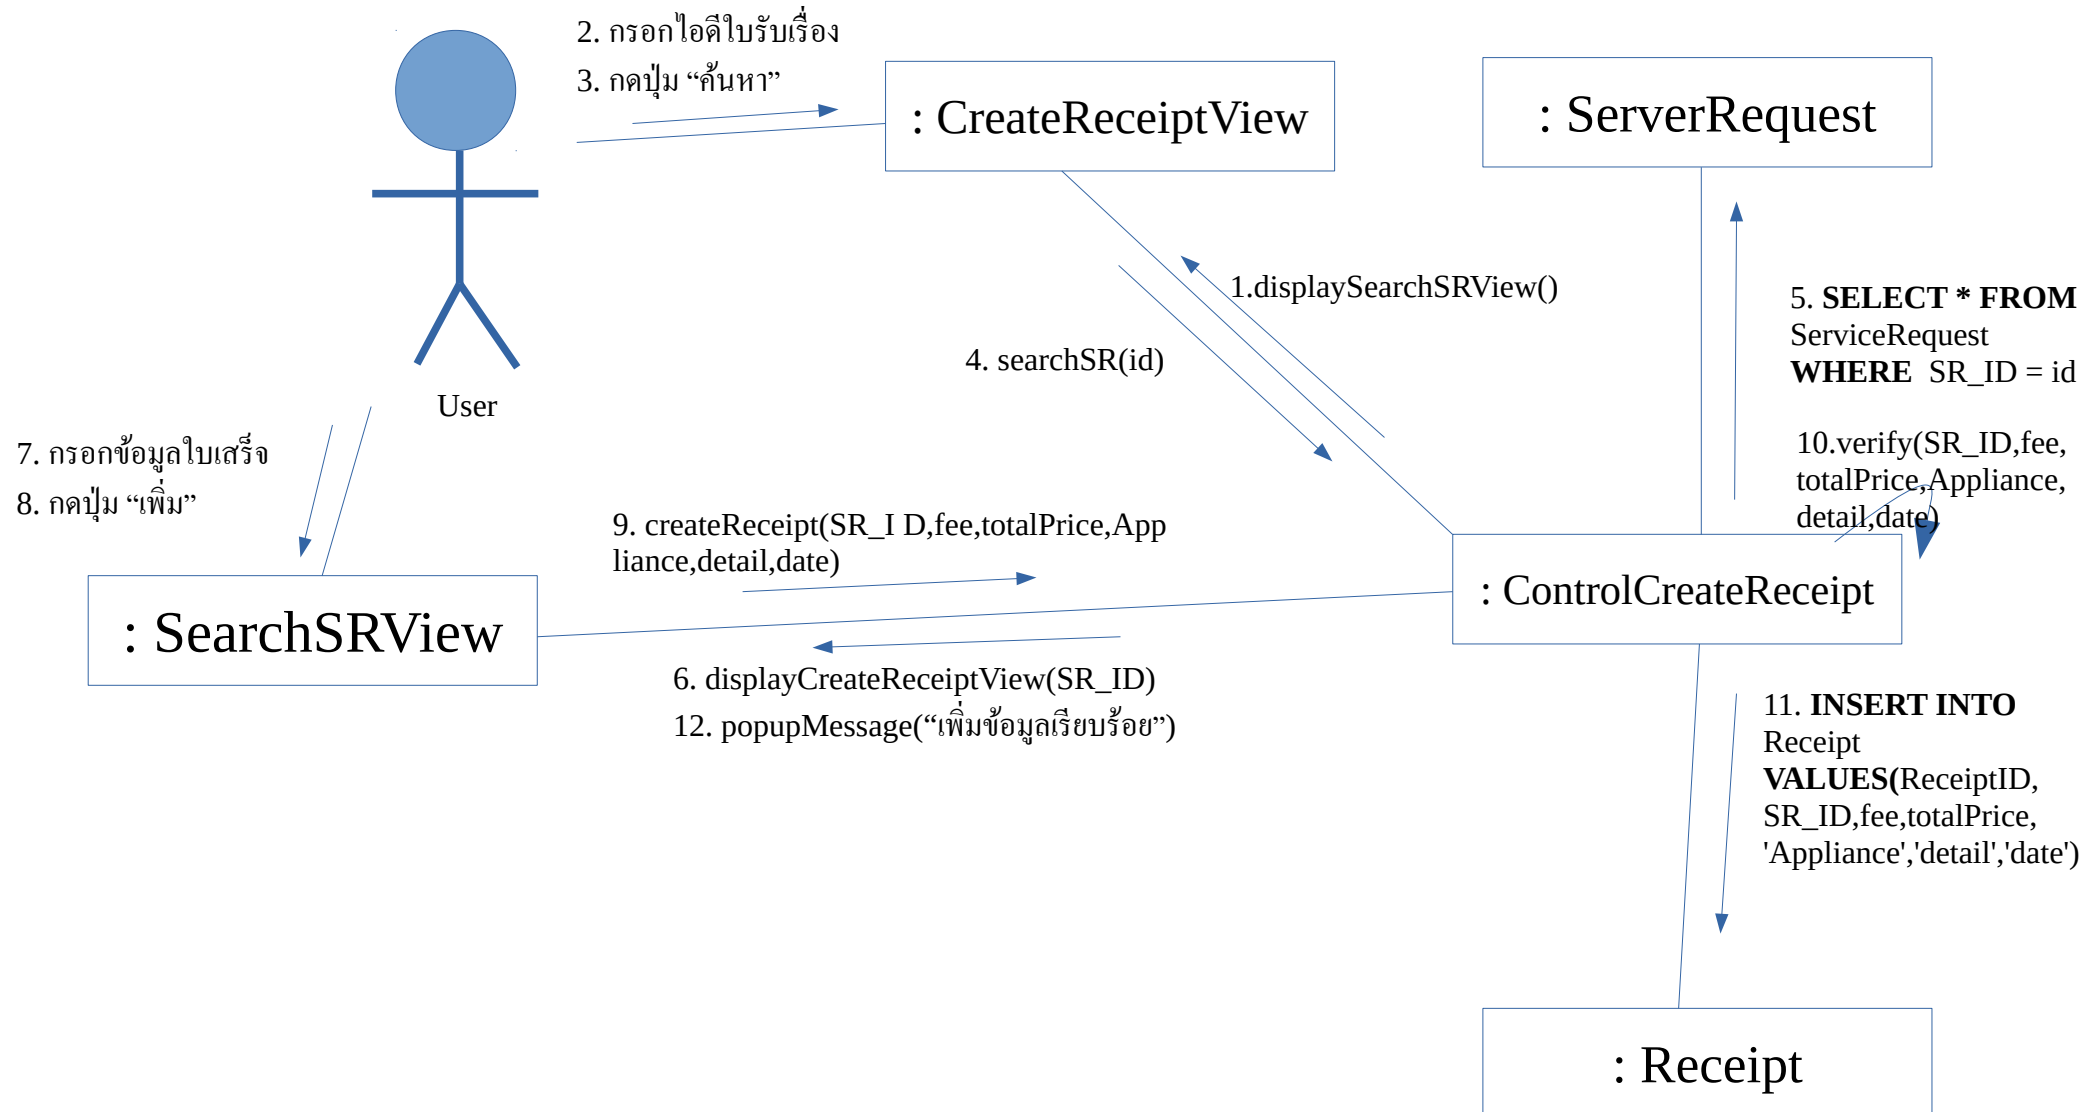 2. กรอกไอดีใบรับเรื่อง
3. กดปุ่ม “ค้นหา”
: CreateReceiptView
: ServerRequest
1.displaySearchSRView()
4. searchSR(id)
5. SELECT * FROM
ServiceRequest
WHERE  SR_ID = id
User
7. กรอกข้อมูลใบเสร็จ
8. กดปุ่ม “เพิ่ม”
10.verify(SR_ID,fee,
totalPrice,Appliance,
detail,date)
9. createReceipt(SR_I D,fee,totalPrice,App
liance,detail,date)
: SearchSRView
: ControlCreateReceipt
6. displayCreateReceiptView(SR_ID)
12. popupMessage(“เพิ่มข้อมูลเรียบร้อย”)
11. INSERT INTO
Receipt
VALUES(ReceiptID,
SR_ID,fee,totalPrice,
'Appliance','detail','date')
: Receipt